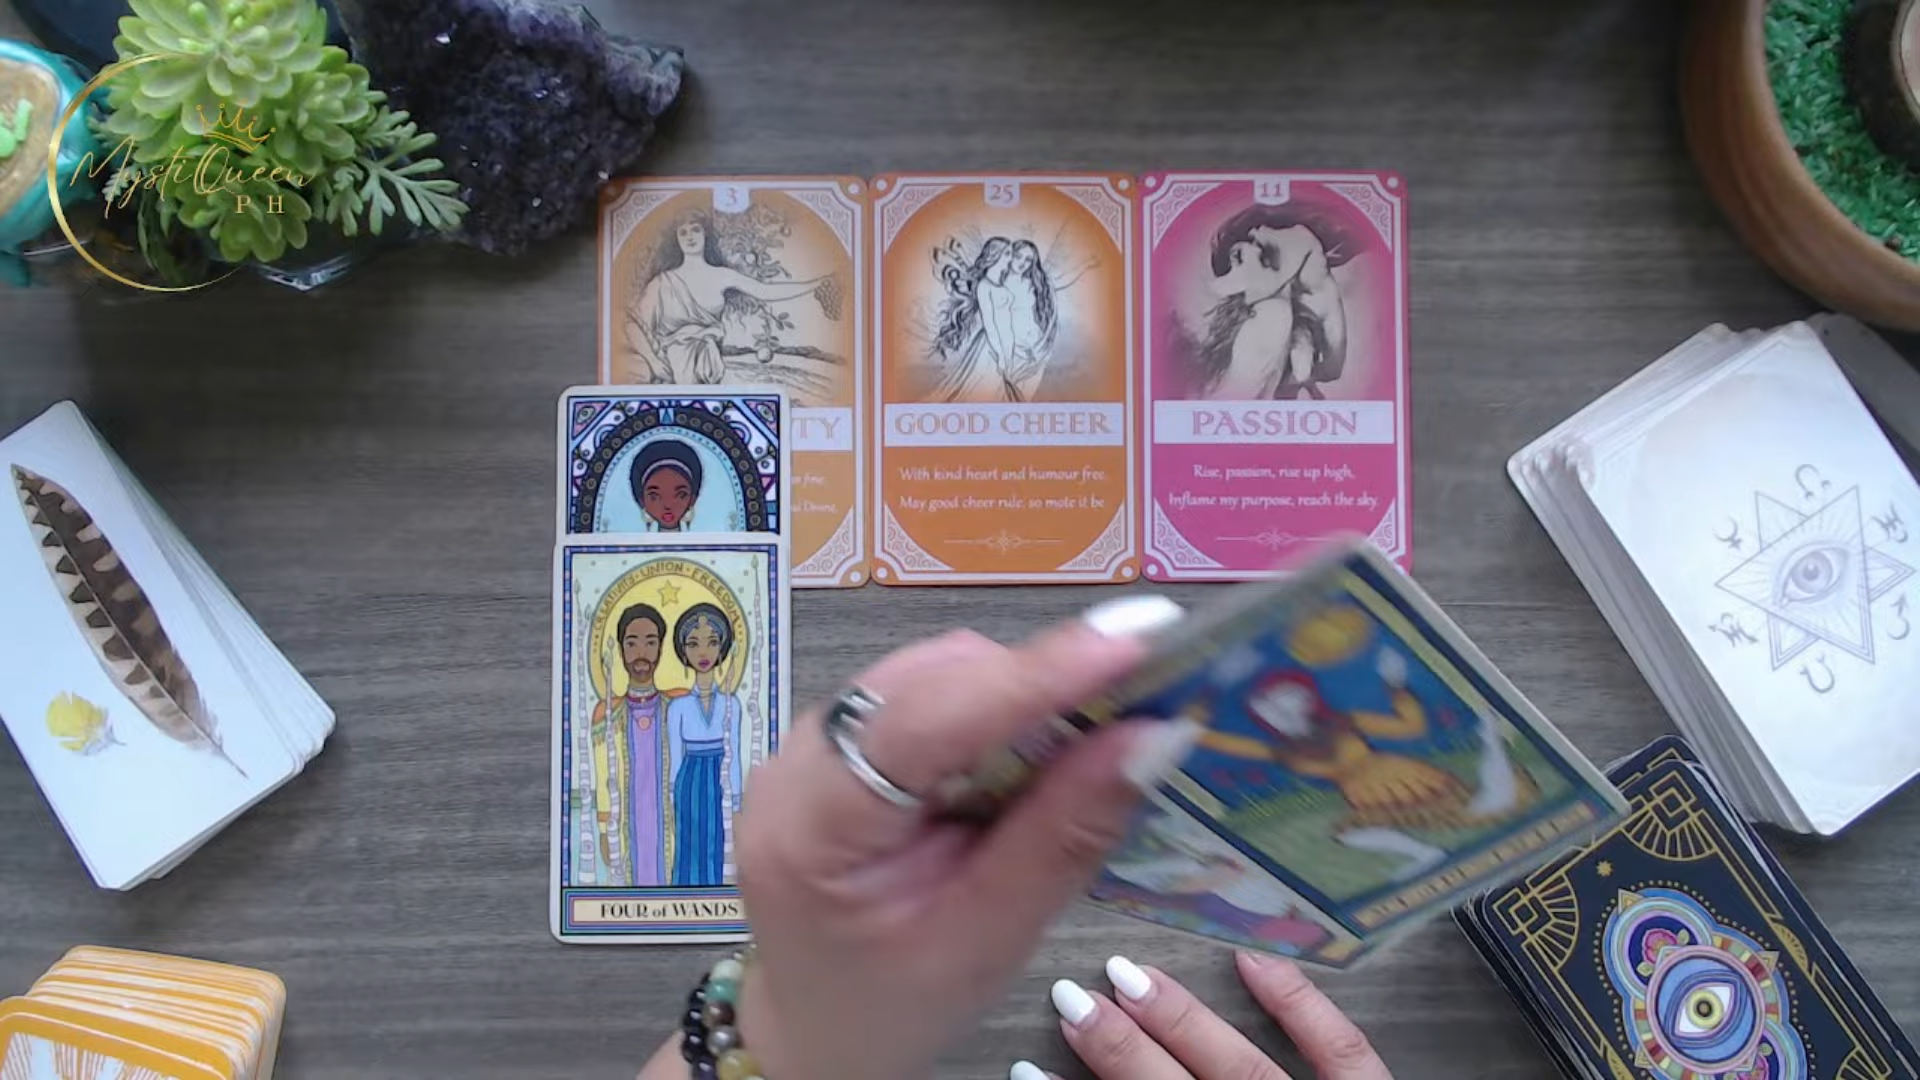 MystiQueen
PH
3
25
11
TY
GOOD CHEER
PASSION
With kind heart and humour free,
May good cheer rule, so mote it be
Rise, passion, rise up high,
Inflame my purpose, reach the sky.
Divine,
CREATIVITY · UNION · FREEDOM
FOUR of WANDS